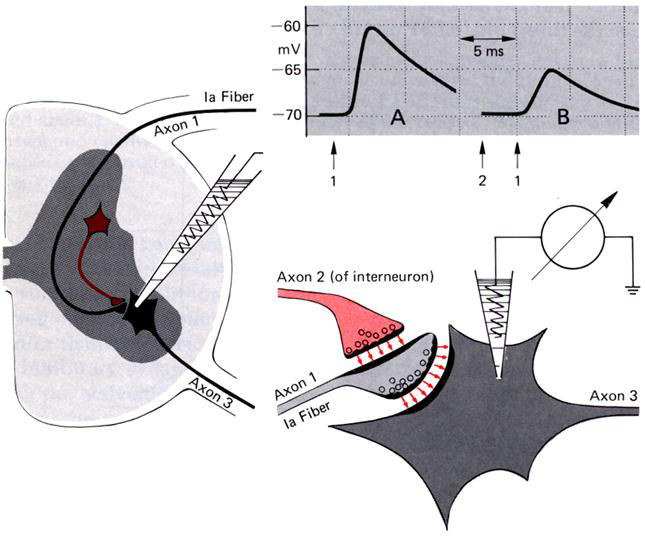 −60
mV
5 ms
−65
−70
A
B
1
2
1
Ia Fiber
Axon 1
Axon 3
Axon 2 (of interneuron)
Axon 1
Ia Fiber
Axon 3